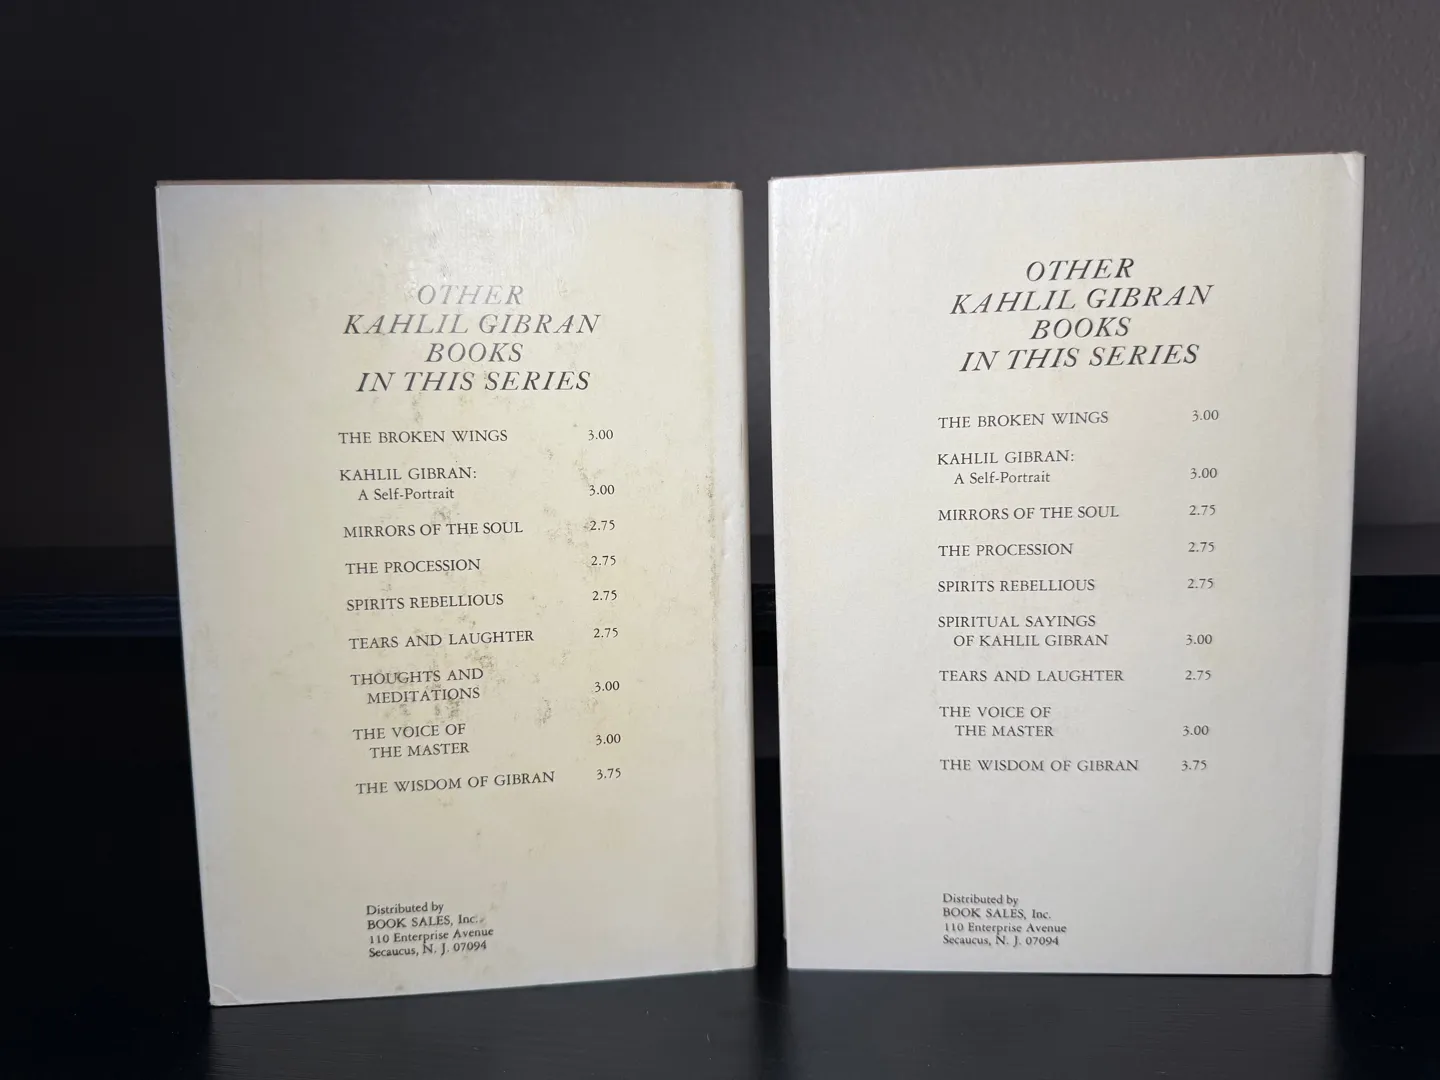 OTHER
KAHLIL GIBRAN
BOOKS
IN THIS SERIES
THE BROKEN WINGS 3.00
KAHLIL GIBRAN:
A Self-Portrait 3.00
MIRRORS OF THE SOUL 2.75
THE PROCESSION 2.75
SPIRITS REBELLIOUS 2.75
TEARS AND LAUGHTER 2.75
THOUGHTS AND
MEDITATIONS 3.00
THE VOICE OF
THE MASTER 3.00
THE WISDOM OF GIBRAN 3.75
Distributed by
BOOK SALES, Inc.
110 Enterprise Avenue
Secaucus, N. J. 07094
OTHER
KAHLIL GIBRAN
BOOKS
IN THIS SERIES
THE BROKEN WINGS 3.00
KAHLIL GIBRAN:
A Self-Portrait 3.00
MIRRORS OF THE SOUL 2.75
THE PROCESSION 2.75
SPIRITS REBELLIOUS 2.75
SPIRITUAL SAYINGS
OF KAHLIL GIBRAN 3.00
TEARS AND LAUGHTER 2.75
THE VOICE OF
THE MASTER 3.00
THE WISDOM OF GIBRAN 3.75
Distributed by
BOOK SALES, Inc.
110 Enterprise Avenue
Secaucus, N. J. 07094